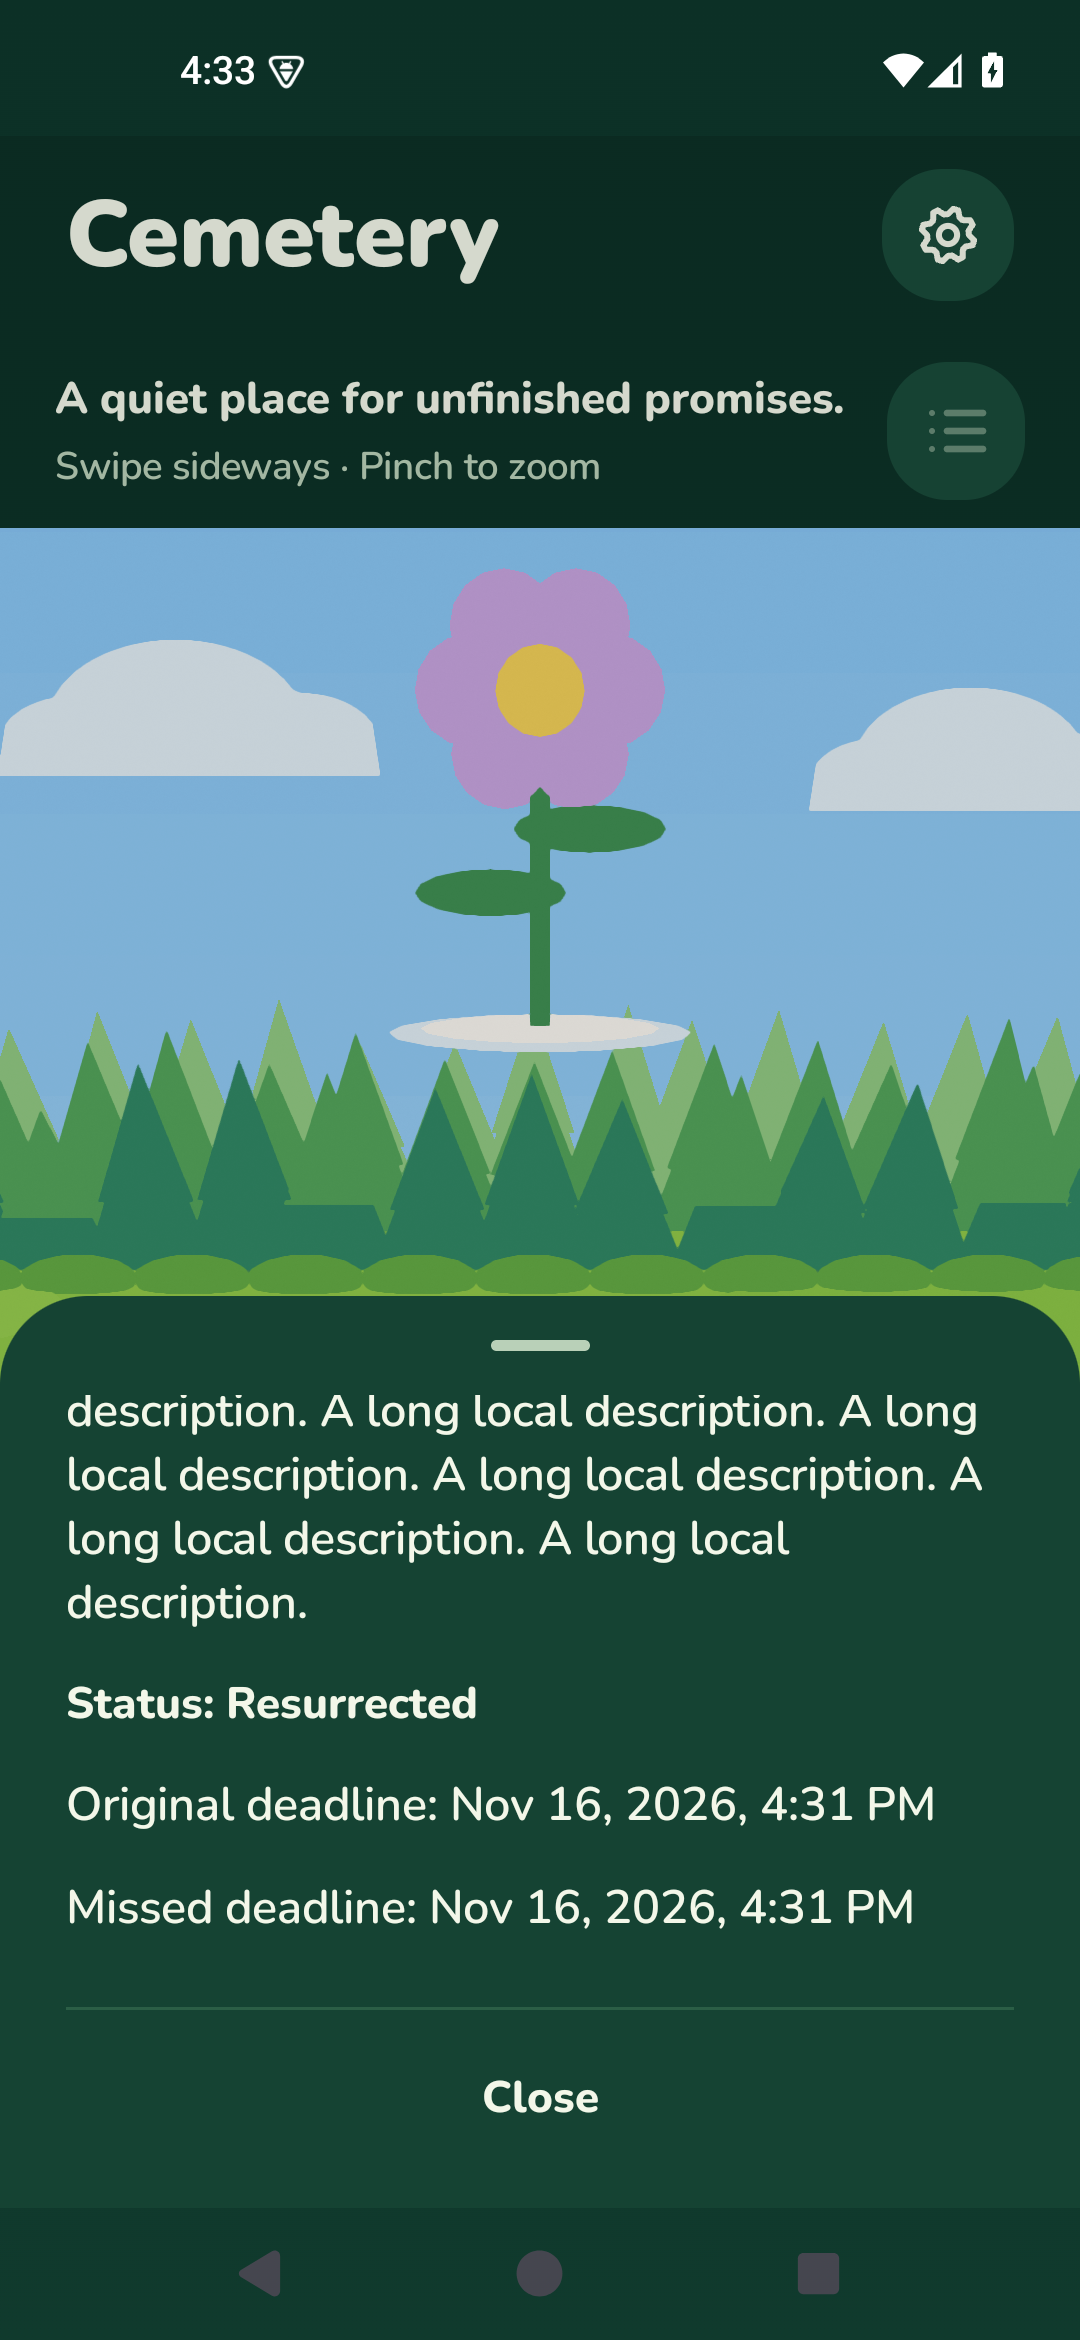 4:33
Cemetery
A quiet place for unfinished promises.
Swipe sideways · Pinch to zoom
description. A long local description. A long
local description. A long local description. A
long local description. A long local
description.
Status: Resurrected
Original deadline: Nov 16, 2026, 4:31 PM
Missed deadline: Nov 16, 2026, 4:31 PM
Close